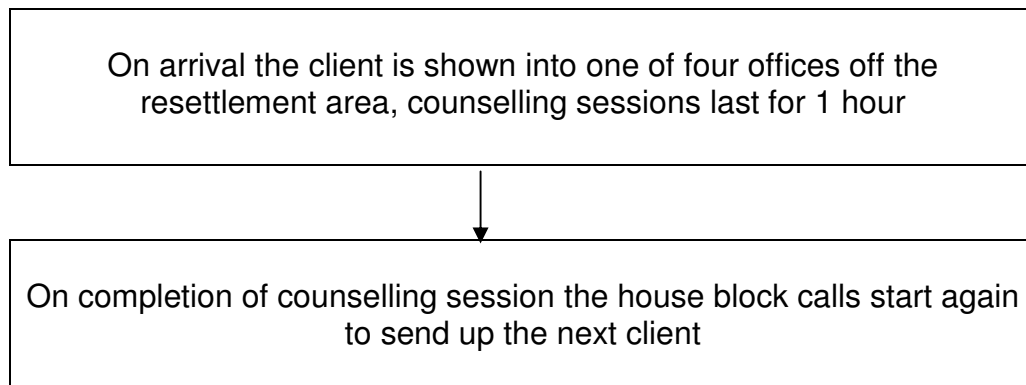 On arrival the client is shown into one of four offices off the
resettlement area, counselling sessions last for 1 hour
On completion of counselling session the house block calls start again
to send up the next client